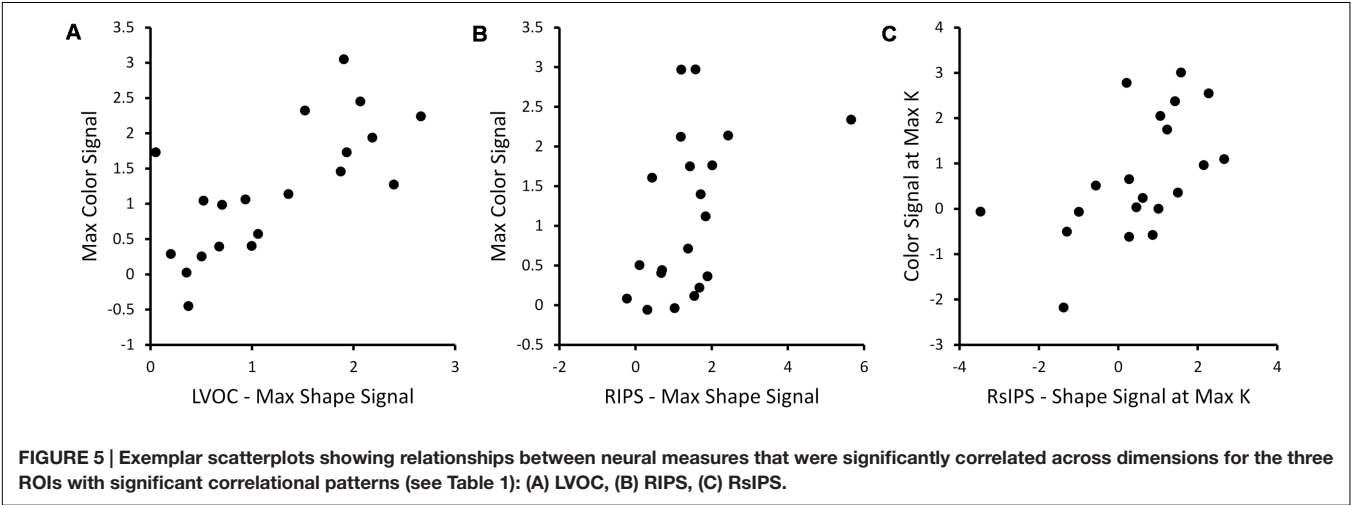 A
3.5
3
2.5
2
1.5
1
0.5
0
-0.5
-1
Max Color Signal
0 1 2 3
LVOC - Max Shape Signal
B
3.5
3
2.5
2
1.5
1
0.5
0
-0.5
Max Color Signal
-2 0 2 4 6
RIPS - Max Shape Signal
C
4
3
2
1
0
-1
-2
-3
Color Signal at Max K
-4 -2 0 2 4
RsIPS - Shape Signal at Max K
FIGURE 5 | Exemplar scatterplots showing relationships between neural measures that were significantly correlated across dimensions for the three
ROIs with significant correlational patterns (see Table 1): (A) LVOC, (B) RIPS, (C) RsIPS.